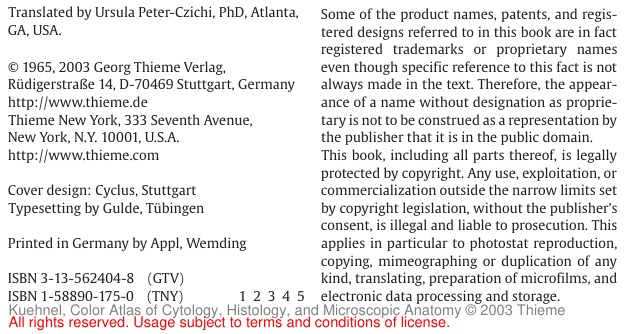 Translated by Ursula Peter-Czichi, PhD, Atlanta,
GA, USA.
© 1965, 2003 Georg Thieme Verlag,
Rüdigerstraße 14, D-70469 Stuttgart, Germany
http://www.thieme.de
Thieme New York, 333 Seventh Avenue,
New York, N.Y. 10001, U.S.A.
http://www.thieme.com
Cover design: Cyclus, Stuttgart
Typesetting by Gulde, Tübingen
Printed in Germany by Appl, Wemding
ISBN 3-13-562404-8 (GTV)
ISBN 1-58890-175-0 (TNY) 1 2 3 4 5
Some of the product names, patents, and regis-
tered designs referred to in this book are in fact
registered trademarks or proprietary names
even though specific reference to this fact is not
always made in the text. Therefore, the appear-
ance of a name without designation as proprie-
tary is not to be construed as a representation by
the publisher that it is in the public domain.
This book, including all parts thereof, is legally
protected by copyright. Any use, exploitation, or
commercialization outside the narrow limits set
by copyright legislation, without the publisher's
consent, is illegal and liable to prosecution. This
applies in particular to photostat reproduction,
copying, mimeographing or duplication of any
kind, translating, preparation of microfilms, and
electronic data processing and storage.
Kuehnel, Color Atlas of Cytology, Histology, and Microscopic Anatomy © 2003 Thieme
All rights reserved. Usage subject to terms and conditions of license.